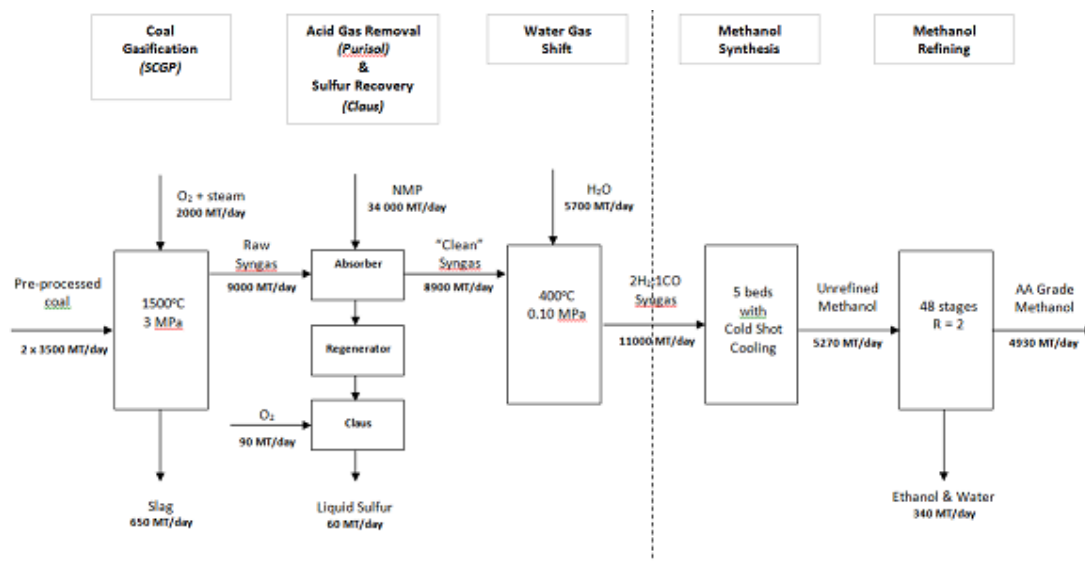 Coal
Gasification
(SCGP)
Acid Gas Removal
(Purisol)
&
Sulfur Recovery
(Claus)
Water Gas
Shift
Methanol
Synthesis
Methanol
Refining
O₂ + steam
2000 MT/day
NMP
34 000 MT/day
H₂O
5700 MT/day
Pre-processed
coal
2 x 3500 MT/day
1500°C
3 MPa
Raw
Syngas
9000 MT/day
Absorber
"Clean"
Syngas
8900 MT/day
400°C
0.10 MPa
2H₂:1CO
Syngas
11000 MT/day
5 beds
with
Cold Shot
Cooling
Unrefined
Methanol
5270 MT/day
48 stages
R = 2
AA Grade
Methanol
4930 MT/day
Regenerator
O₂
90 MT/day
Claus
Slag
650 MT/day
Liquid Sulfur
60 MT/day
Ethanol & Water
340 MT/day